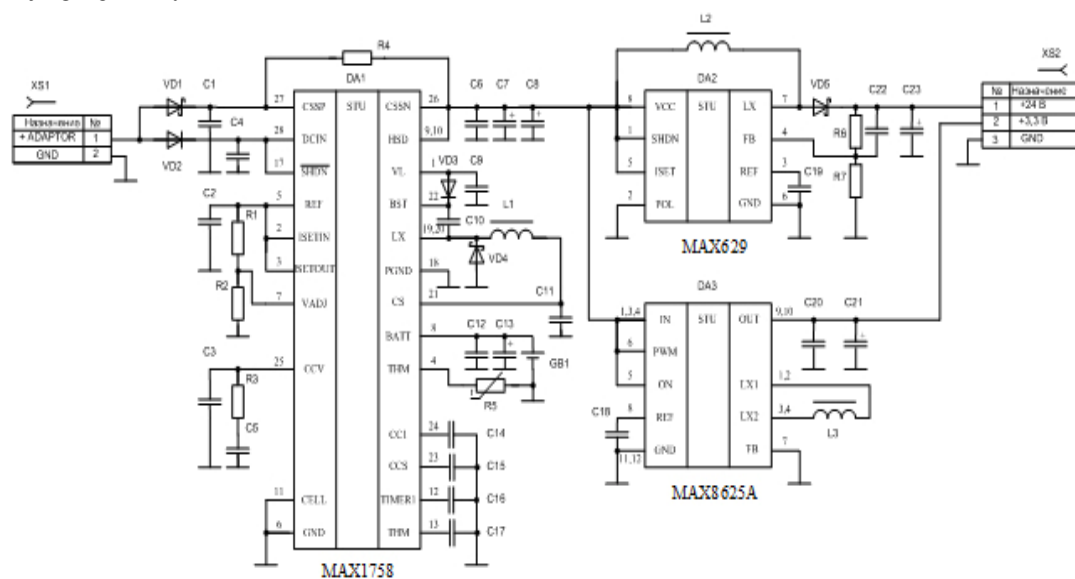 XS1
Назначение №
+ ADAPTOR 1
GND 2
VD1
C1
VD2
C4
R4
DA1
27 CSSP STU CSSN 26
28 DCIN HSD 9,10
17 SHDN VL 1
5 REF BST 22
2 ISETIN LX 19,20
3 ISETOUT PGND 18
7 VADJ CS 21
BATT 8
25 CCV THM 4
CCI 24
CCS 23
11 CELL TIMER1 12
6 GND THM 13
MAX1758
C2
R1
R2
C3
R3
C5
C6
C7
C8
VD3
C9
C10
L1
VD4
C11
C12
C13
GB1
R5
C14
C15
C16
C17
L2
DA2
8 VCC STU LX 7
1 SHDN FB 4
5 ISET REF 3
2 POL GND 6
MAX629
VD5
C22
C23
R6
R7
C19
XS2
№ Назначение
1 +24 В
2 +3,3 В
3 GND
DA3
1,3,4 IN STU OUT 9,10
6 PWM
5 ON LX1 1,2
8 REF LX2 3,4
11,12 GND FB 7
MAX8625A
C18
C20
C21
L3